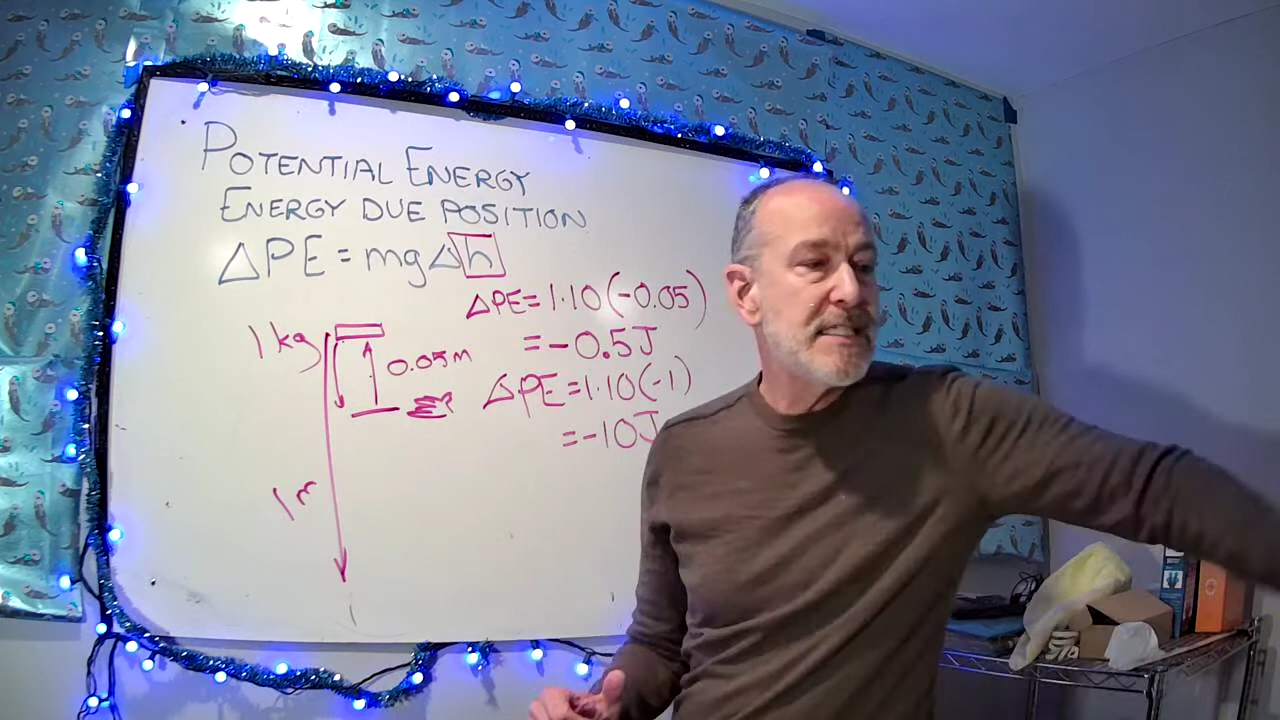 POTENTIAL ENERGY
ENERGY DUE POSITION
ΔPE = mgΔh
ΔPE = 1·10(-0.05)
= -0.5J
1kg
0.05m
ΔPE = 1·10(-1)
= -10J
1m